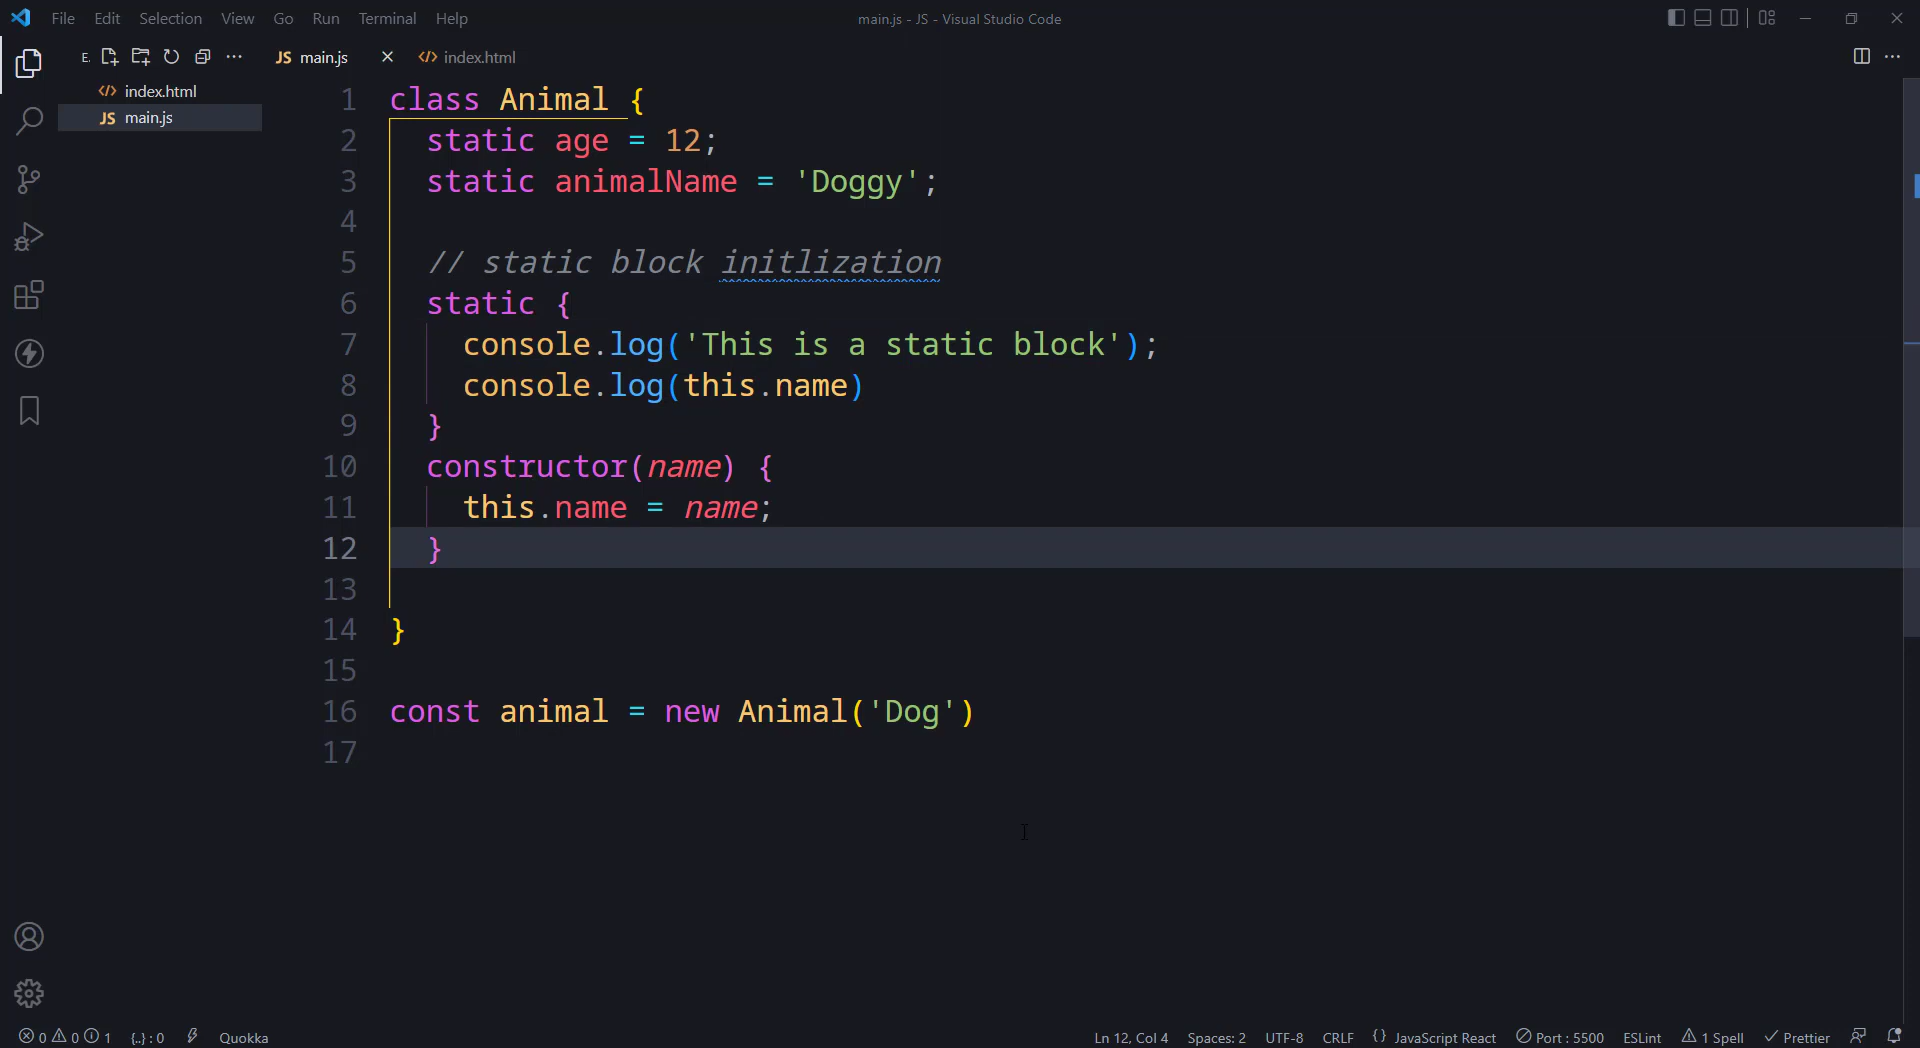 File Edit Selection View Go Run Terminal Help main.js - JS - Visual Studio Code
E. JS main.js index.html
index.html
JS main.js
1 class Animal {
2 static age = 12;
3 static animalName = 'Doggy';
4
5 // static block initlization
6 static {
7 console.log('This is a static block');
8 console.log(this.name)
9 }
10 constructor(name) {
11 this.name = name;
12 }
13
14 }
15
16 const animal = new Animal('Dog')
17
0 0 1 {..} : 0 Quokka Ln 12, Col 4 Spaces: 2 UTF-8 CRLF {} JavaScript React Port : 5500 ESLint 1 Spell Prettier